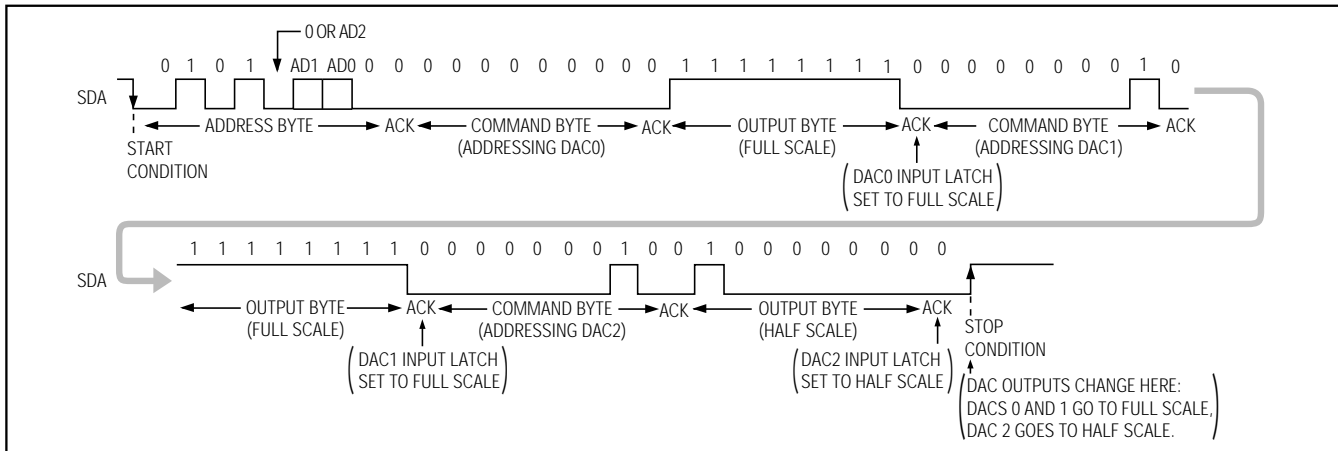 0 OR AD2
0 1 0 1 AD1 AD0 0 0 0 0 0 0 0 0 0 0 0 1 1 1 1 1 1 1 1 0 0 0 0 0 0 0 0 1 0
SDA
ADDRESS BYTE ACK COMMAND BYTE ACK OUTPUT BYTE ACK COMMAND BYTE ACK
(ADDRESSING DAC0) (FULL SCALE) (ADDRESSING DAC1)
START
CONDITION
(DAC0 INPUT LATCH
SET TO FULL SCALE)
1 1 1 1 1 1 1 1 0 0 0 0 0 0 0 1 0 0 1 0 0 0 0 0 0 0 0
SDA
OUTPUT BYTE ACK COMMAND BYTE ACK OUTPUT BYTE ACK
(FULL SCALE) (ADDRESSING DAC2) (HALF SCALE)
STOP
CONDITION
(DAC1 INPUT LATCH
SET TO FULL SCALE)
(DAC2 INPUT LATCH
SET TO HALF SCALE)
(DAC OUTPUTS CHANGE HERE:
DACS 0 AND 1 GO TO FULL SCALE,
DAC 2 GOES TO HALF SCALE.)